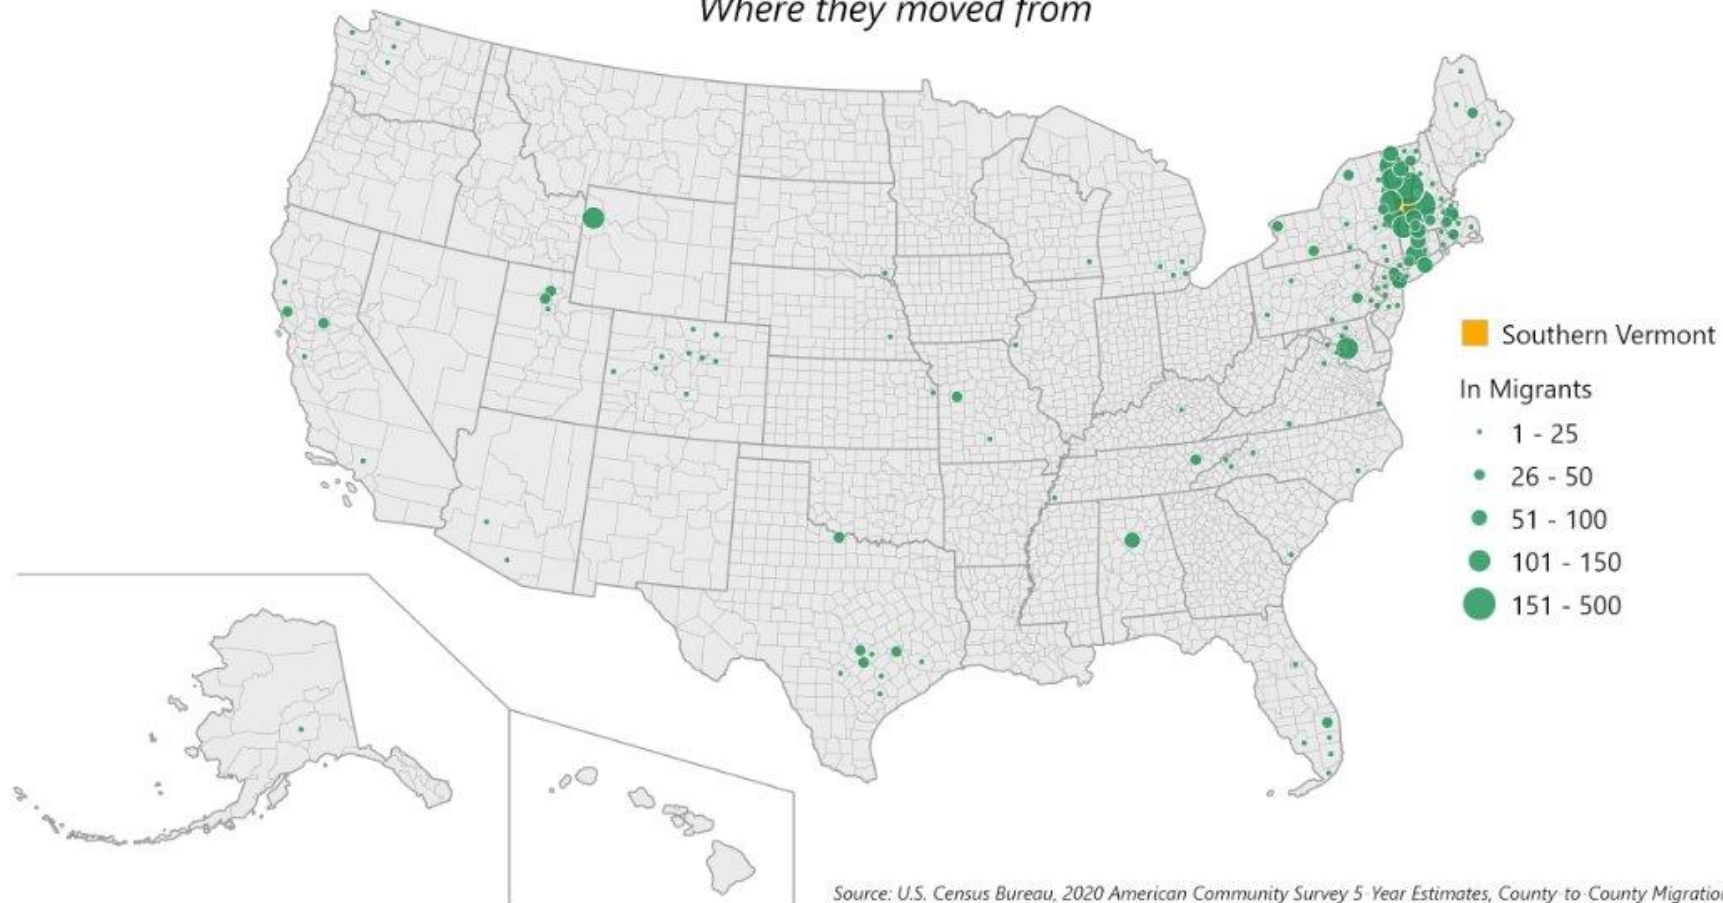 Where they moved from
Southern Vermont
In Migrants
1 - 25
26 - 50
51 - 100
101 - 150
151 - 500
Source: U.S. Census Bureau, 2020 American Community Survey 5-Year Estimates, County-to-County Migration